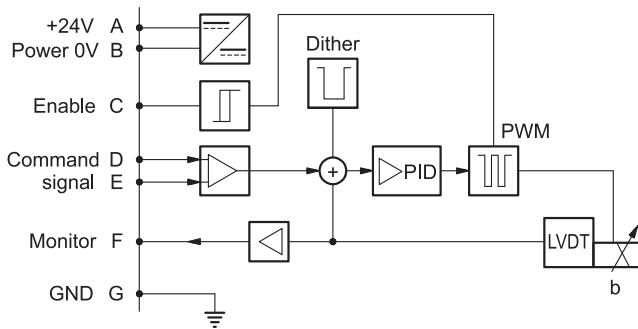 +24V A
Power 0V B
Dither
Enable C
PWM
Command D
signal E
+
PID
Monitor F
LVDT
b
GND G